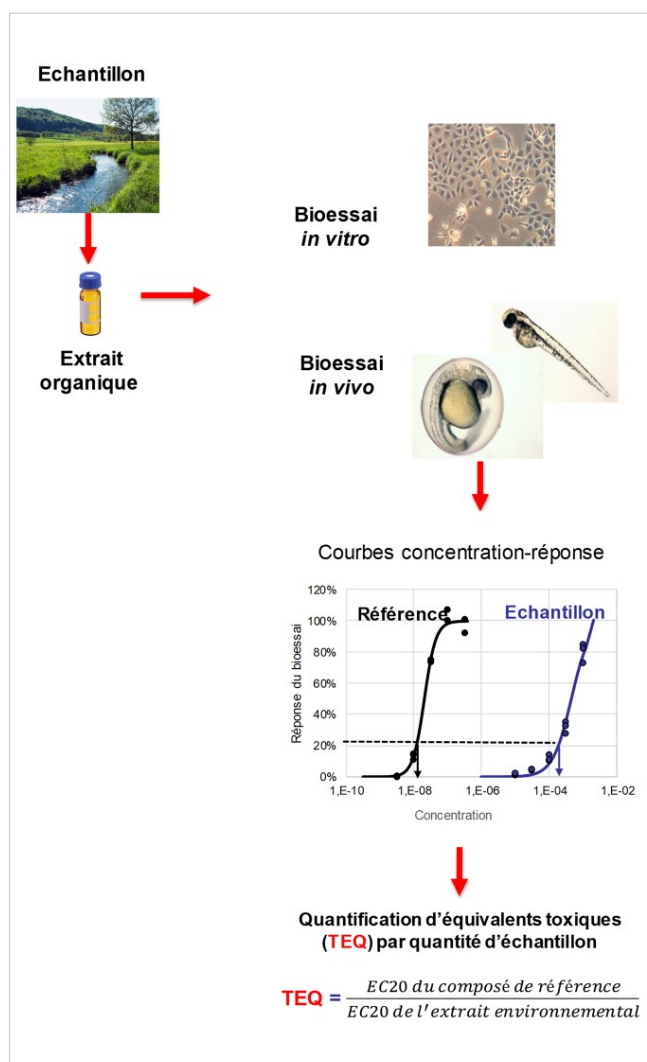 Echantillon
Bioessai
in vitro
Extrait
organique
Bioessai
in vivo
Courbes concentration-réponse
120%
100%
80%
60%
40%
20%
0%
Réponse du bioessai
Référence
Echantillon
1,E-10 1,E-08 1,E-06 1,E-04 1,E-02
Concentration
Quantification d'équivalents toxiques
(TEQ) par quantité d'échantillon
TEQ = EC20 du composé de référence
EC20 de l'extrait environnemental